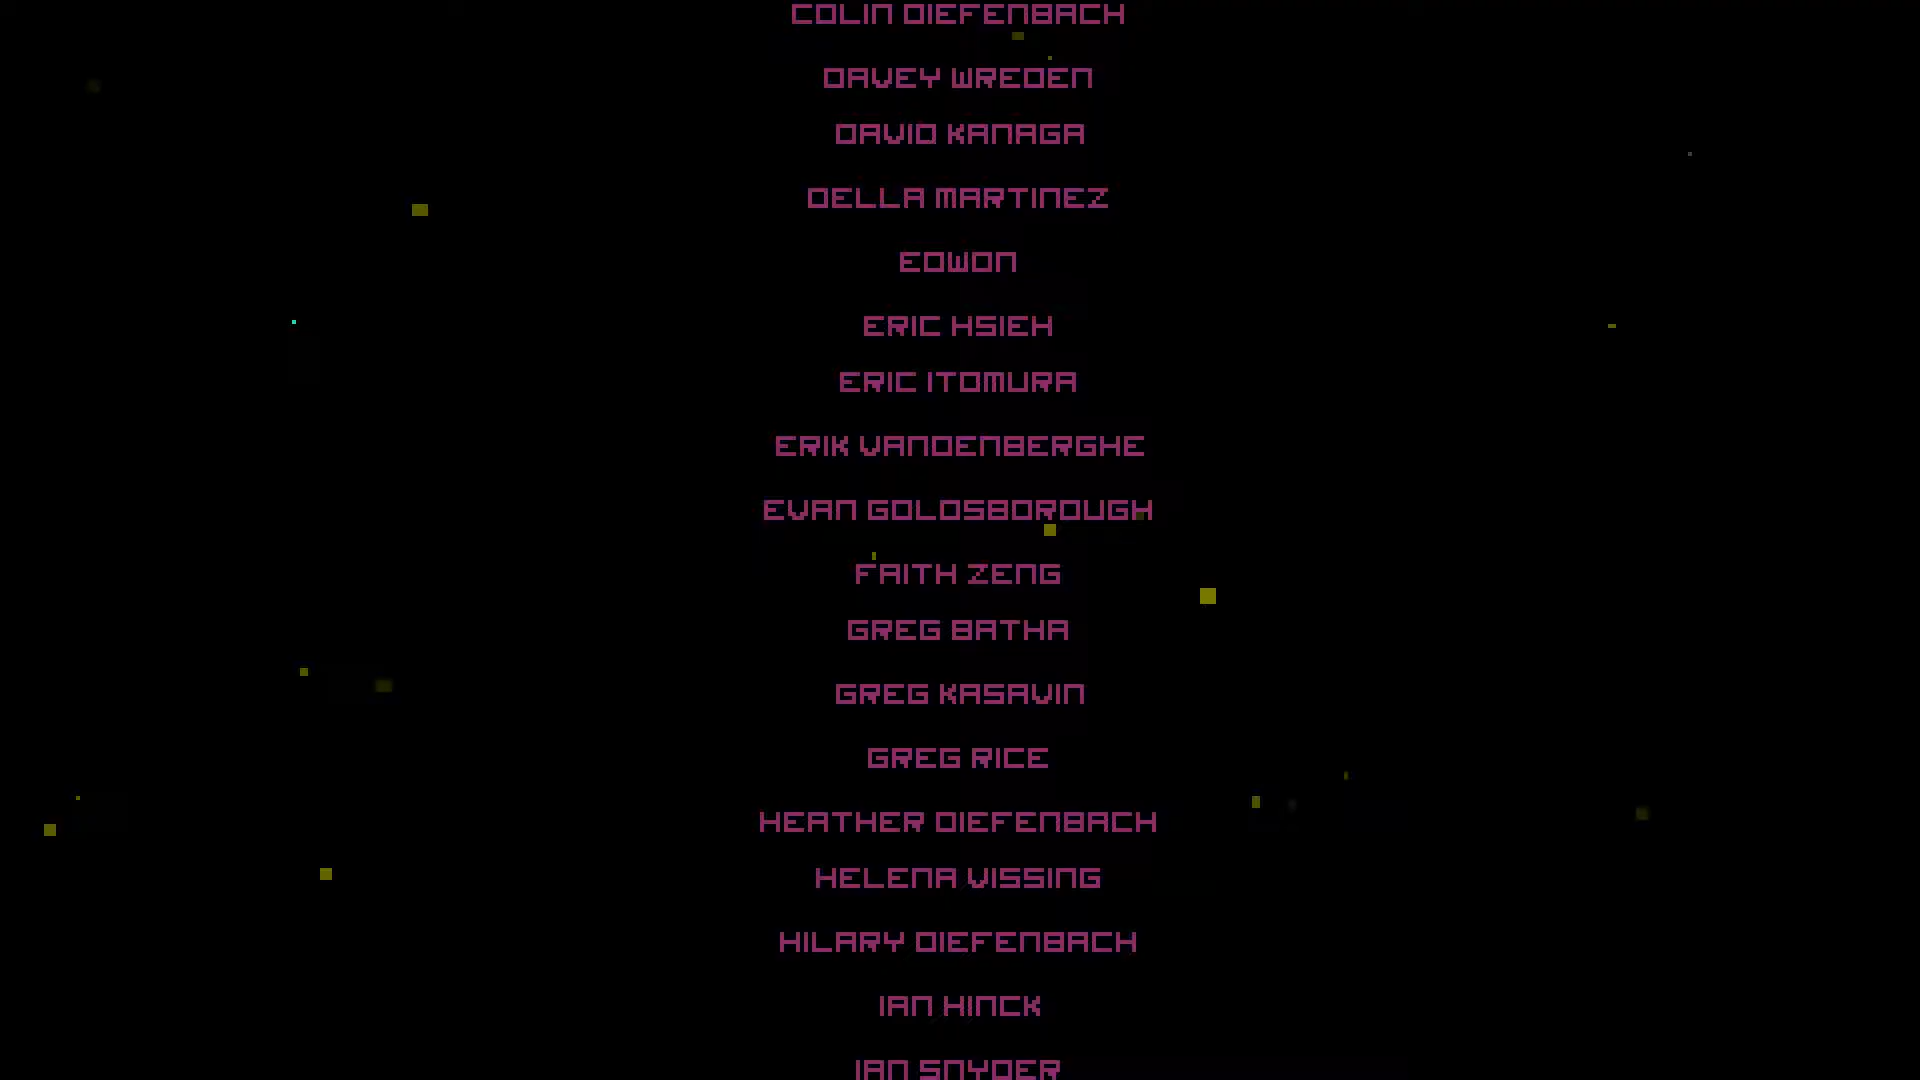 COLIN DIEFENBACH
DAVEY WREDEN
DAVID KANAGA
DELLA MARTINEZ
EDWON
ERIC HSIEH
ERIC ITOMURA
ERIK VANDENBERGHE
EVAN GOLDSBOROUGH
FAITH ZENG
GREG BATHA
GREG KASAVIN
GREG RICE
HEATHER DIEFENBACH
HELENA VISSING
HILARY DIEFENBACH
IAN HINCK
IAN SNYDER